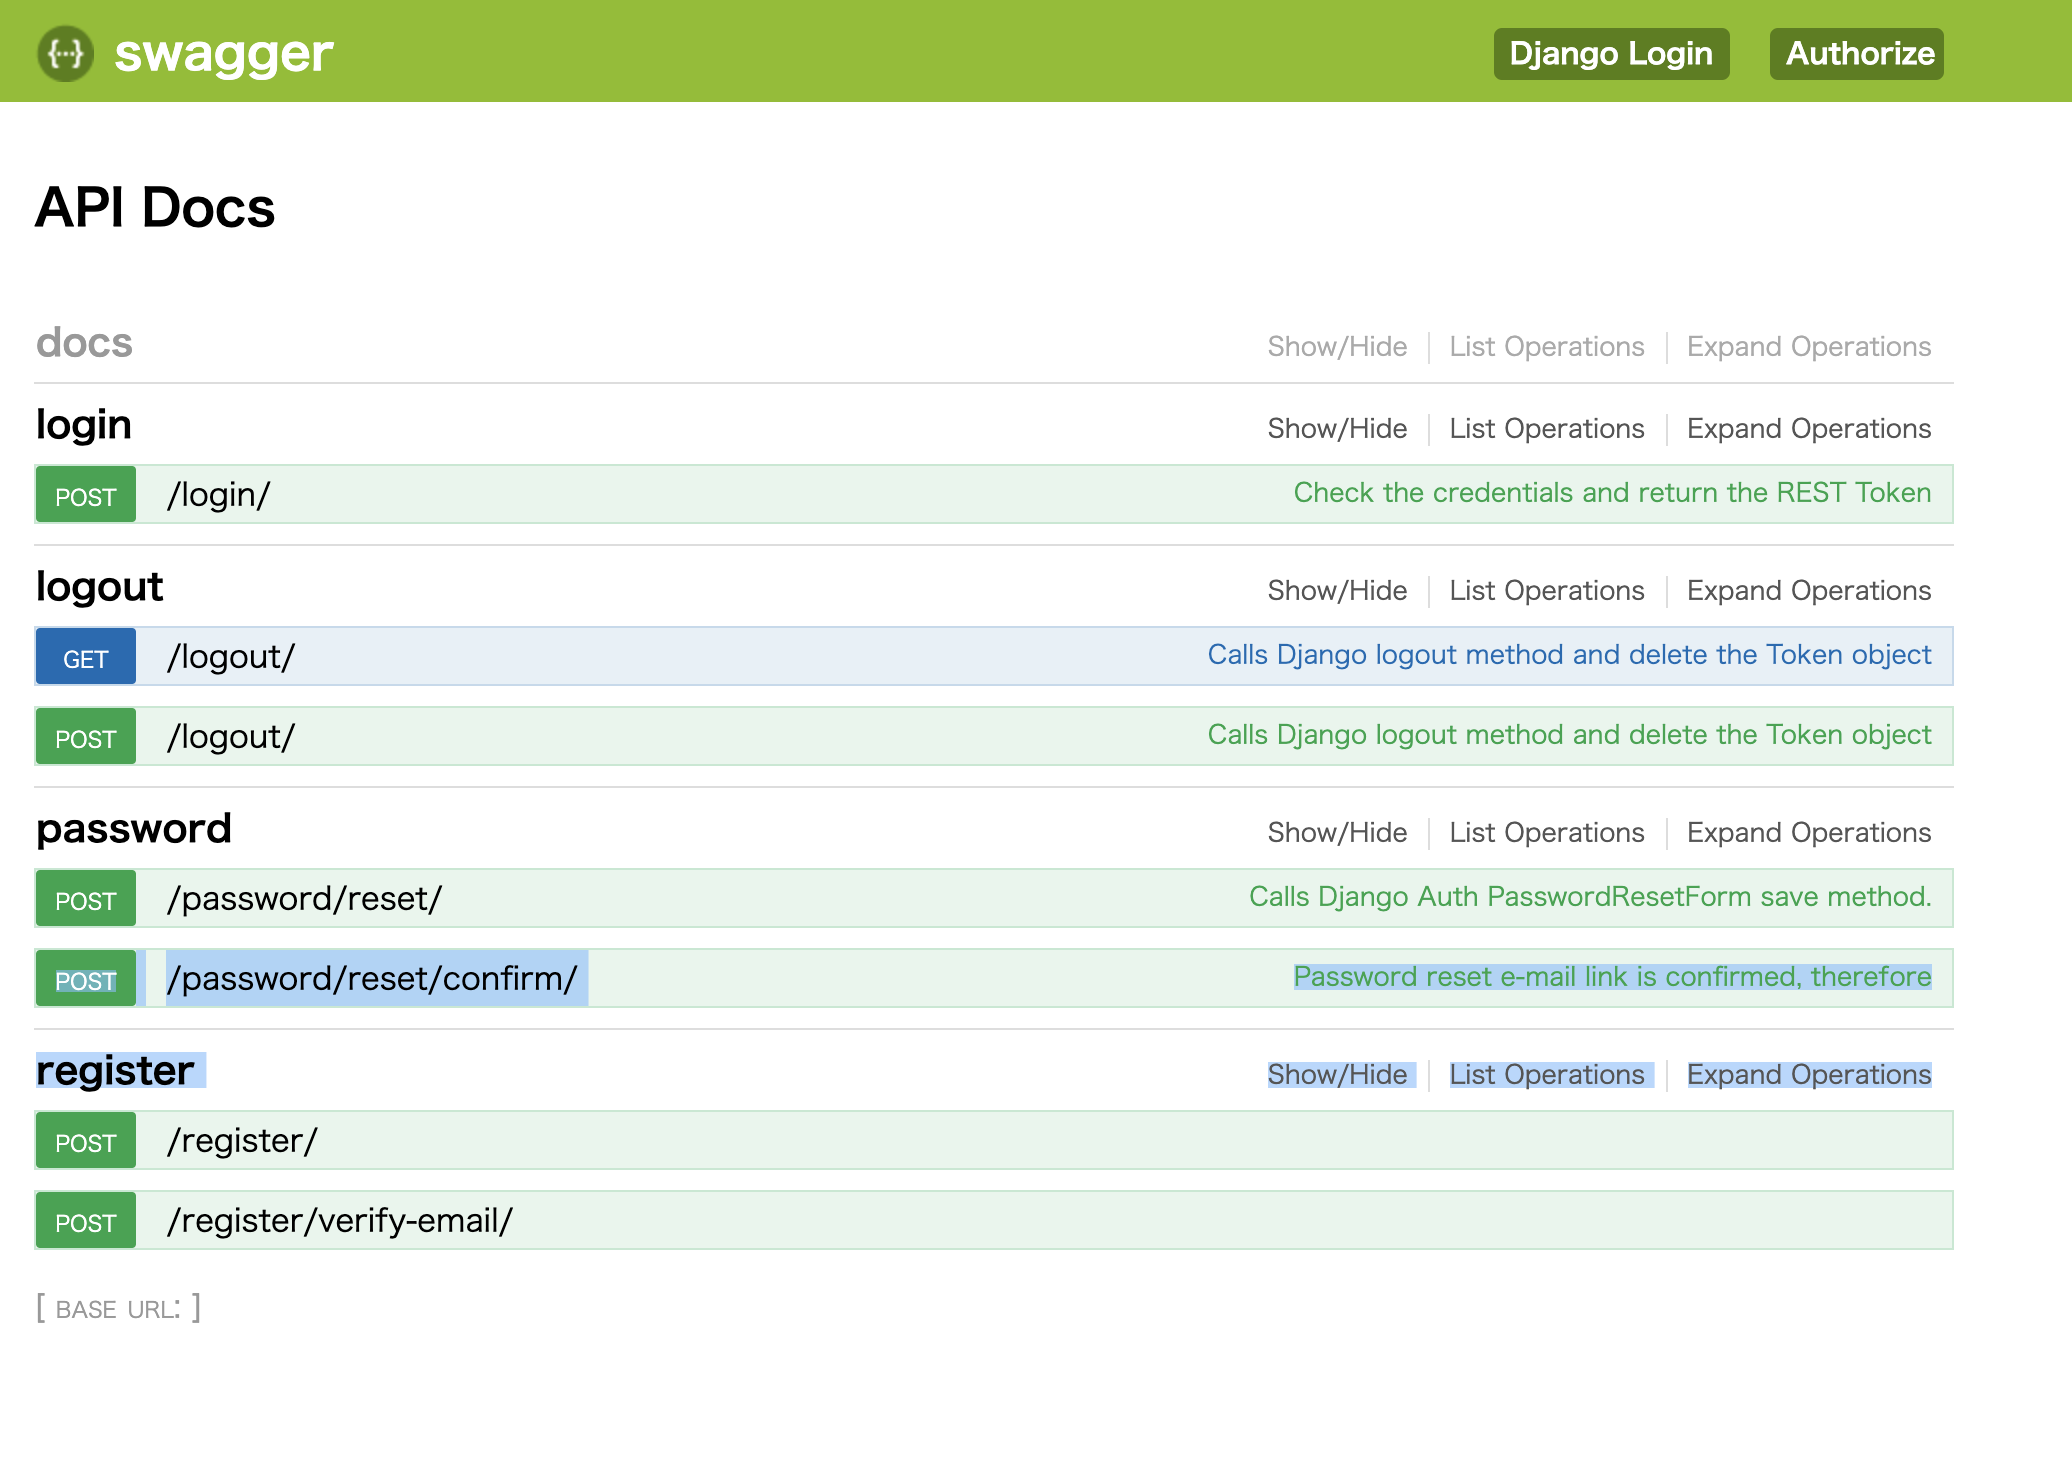 {...} swagger Django Login Authorize
API Docs
docs Show/Hide List Operations Expand Operations
login Show/Hide List Operations Expand Operations
POST /login/ Check the credentials and return the REST Token
logout Show/Hide List Operations Expand Operations
GET /logout/ Calls Django logout method and delete the Token object
POST /logout/ Calls Django logout method and delete the Token object
password Show/Hide List Operations Expand Operations
POST /password/reset/ Calls Django Auth PasswordResetForm save method.
POST /password/reset/confirm/ Password reset e-mail link is confirmed, therefore
register Show/Hide List Operations Expand Operations
POST /register/
POST /register/verify-email/
[ BASE URL: ]